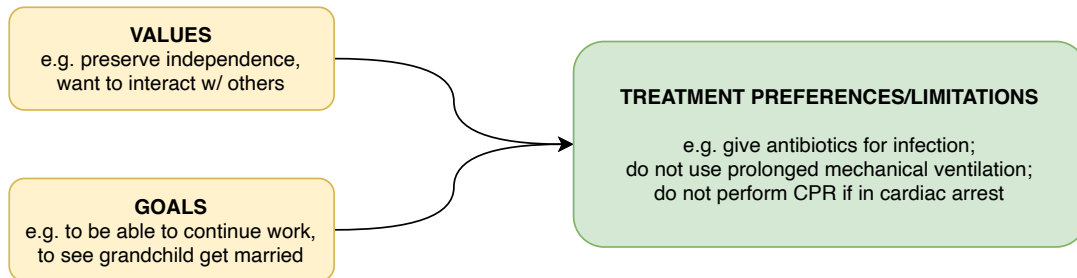 VALUES
e.g. preserve independence,
want to interact w/ others
GOALS
e.g. to be able to continue work,
to see grandchild get married
TREATMENT PREFERENCES/LIMITATIONS
e.g. give antibiotics for infection;
do not use prolonged mechanical ventilation;
do not perform CPR if in cardiac arrest